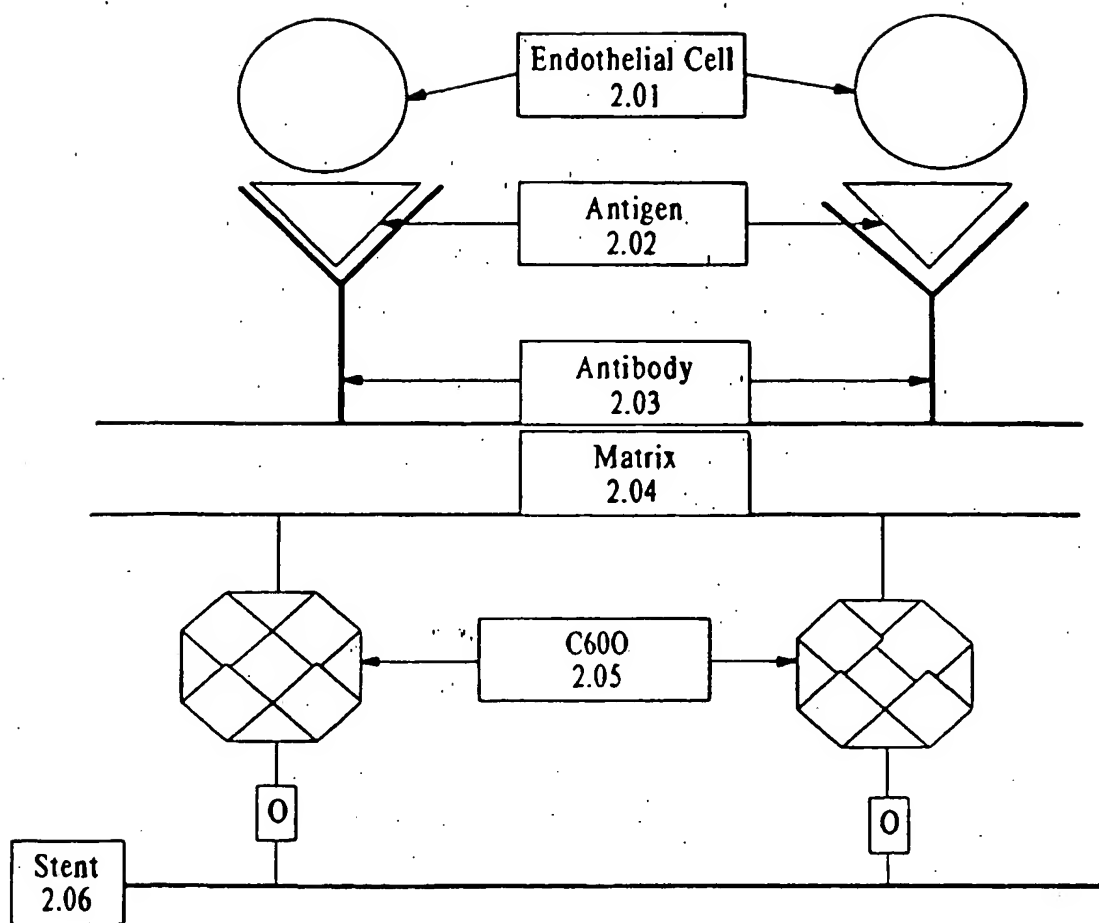 Endothelial Cell
2.01
Antigen
2.02
Antibody
2.03
Matrix
2.04
C60O
2.05
O
O
Stent
2.06